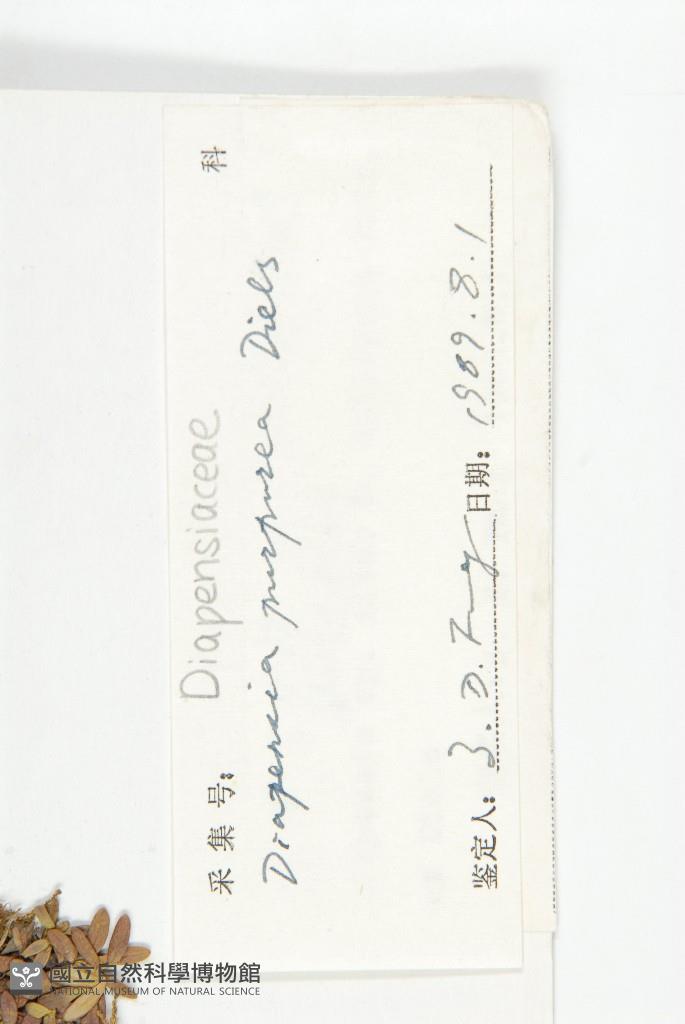 采集号: Diapensiaceae 科
Diapensia purpurea Diels
鉴定人: 日期: 1989.8.1
國立自然科學博物館
NATIONAL MUSEUM OF NATURAL SCIENCE